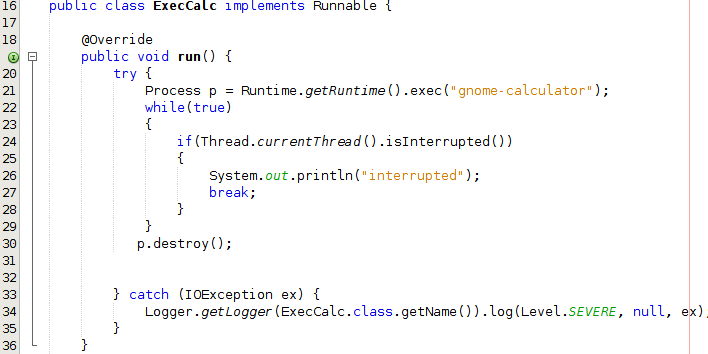 16 public class ExecCalc implements Runnable {
17
18     @Override
       public void run() {
20         try {
21             Process p = Runtime.getRuntime().exec("gnome-calculator");
22             while(true)
23             {
24                 if(Thread.currentThread().isInterrupted())
25                 {
26                     System.out.println("interrupted");
27                     break;
28                 }
29             }
30            p.destroy();
31
32
33         } catch (IOException ex) {
34             Logger.getLogger(ExecCalc.class.getName()).log(Level.SEVERE, null, ex)
35         }
36     }